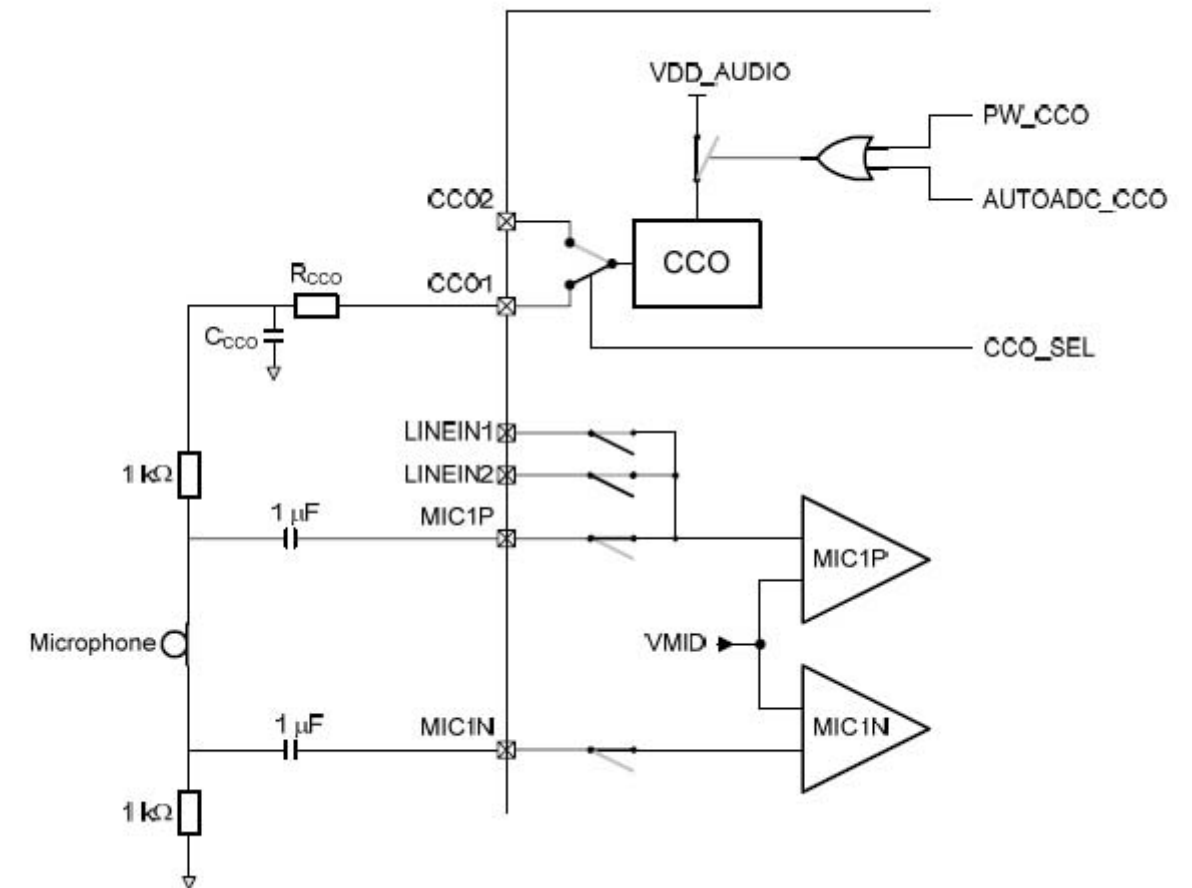 VDD_AUDIO
PW_CCO
AUTOADC_CCO
CCO2
CCO
RCCO
CCO1
CCCO
CCO_SEL
LINEIN1
LINEIN2
1 kΩ
1 µF
MIC1P
MIC1P
Microphone
VMID
1 µF
MIC1N
MIC1N
1 kΩ